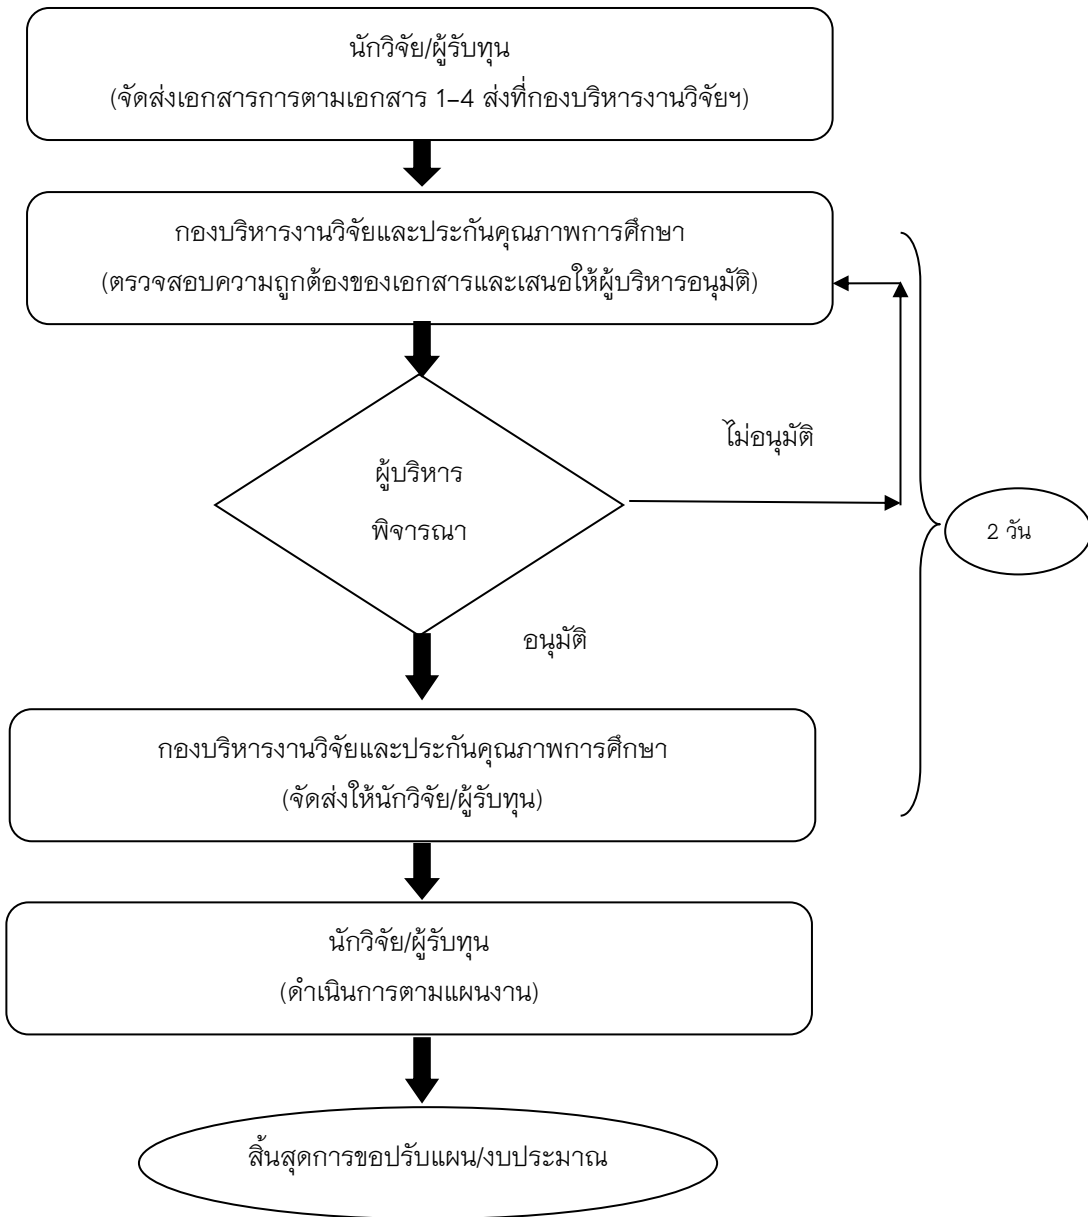 นักวิจัย/ผู้รับทุน
(จัดส่งเอกสารการตามเอกสาร 1–4 ส่งที่กองบริหารงานวิจัยฯ)
กองบริหารงานวิจัยและประกันคุณภาพการศึกษา
(ตรวจสอบความถูกต้องของเอกสารและเสนอให้ผู้บริหารอนุมัติ)
ไม่อนุมัติ
ผู้บริหาร
พิจารณา
2 วัน
อนุมัติ
กองบริหารงานวิจัยและประกันคุณภาพการศึกษา
(จัดส่งให้นักวิจัย/ผู้รับทุน)
นักวิจัย/ผู้รับทุน
(ดำเนินการตามแผนงาน)
สิ้นสุดการขอปรับแผน/งบประมาณ